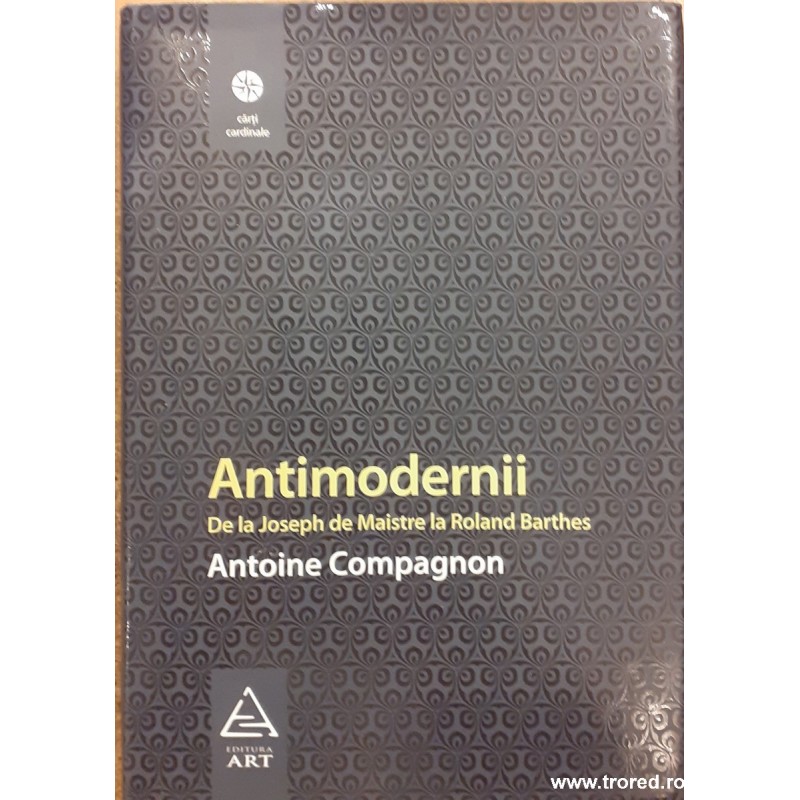 cărți
cardinale
Antimodernii
De la Joseph de Maistre la Roland Barthes
Antoine Compagnon
EDITURA
ART
www.trored.ro